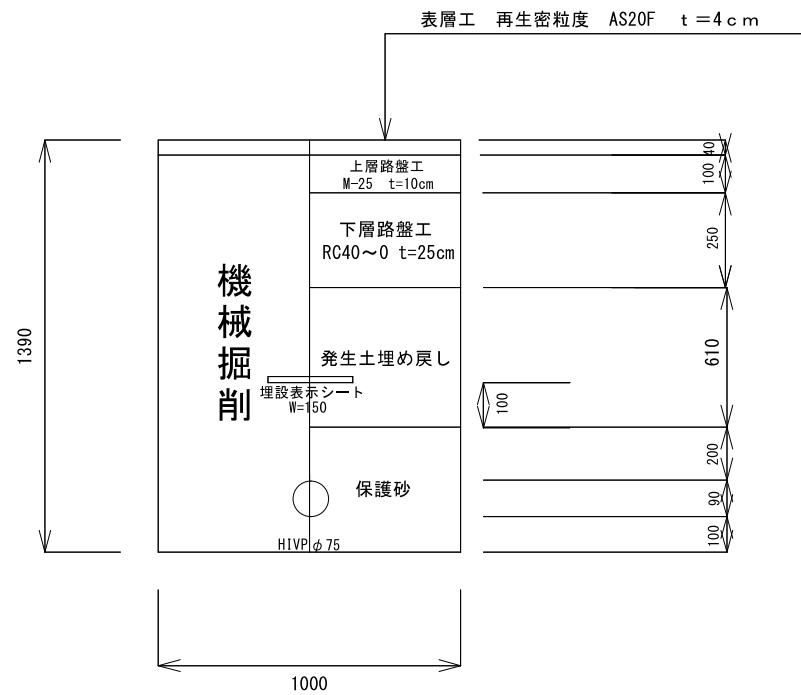 表層工　再生密粒度　AS20F　ｔ＝4ｃｍ
上層路盤工
M-25　t=10cm
下層路盤工
RC40～0 t=25cm
機械掘削
発生土埋め戻し
埋設表示シート
W=150
保護砂
HIVPφ75
1390
40
100
250
610
100
200
90
100
1000